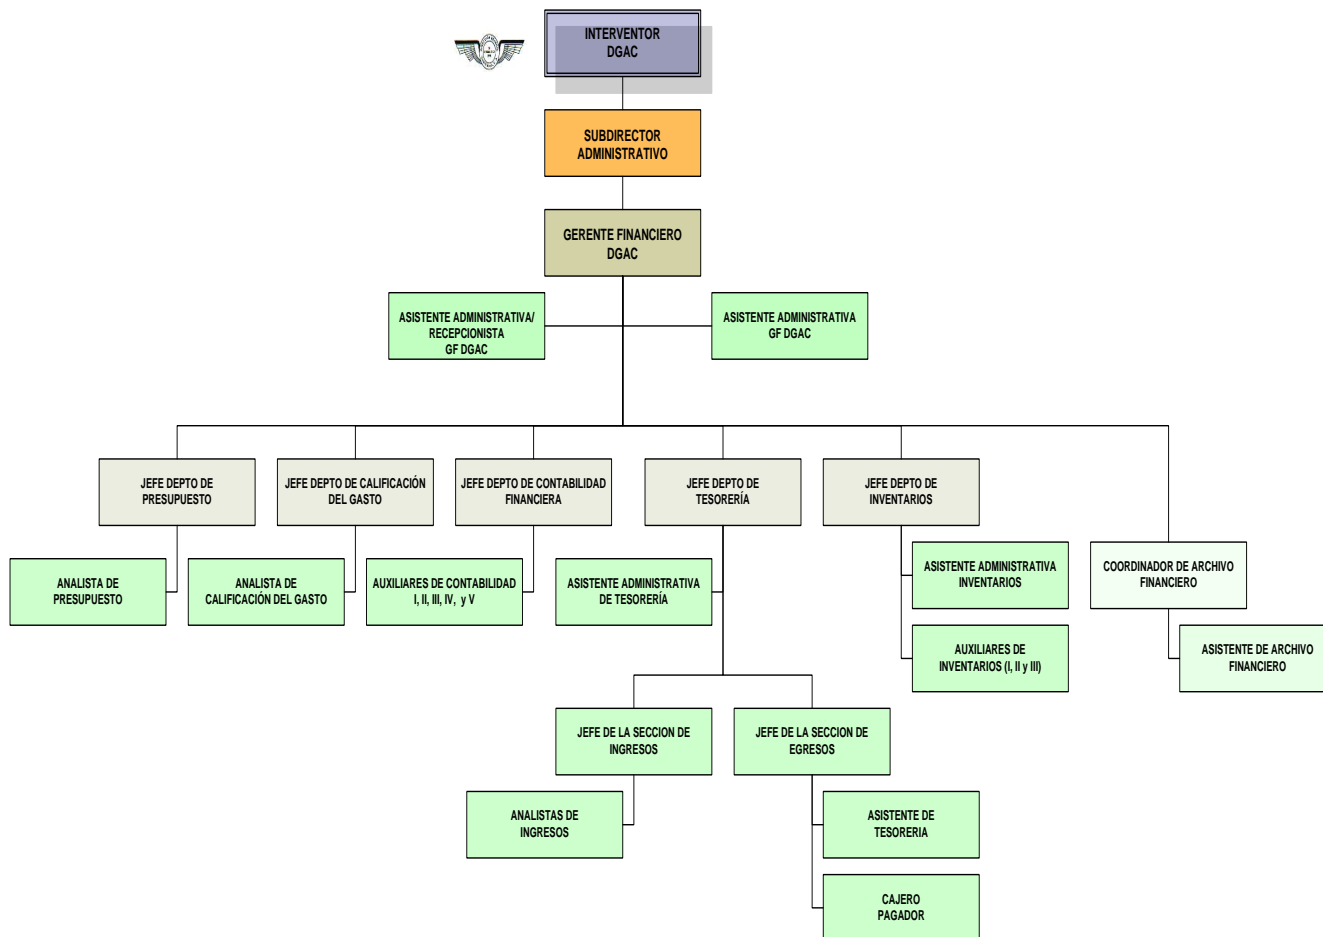 INTERVENTOR
DGAC
SUBDIRECTOR
ADMINISTRATIVO
GERENTE FINANCIERO
DGAC
ASISTENTE ADMINISTRATIVA/
RECEPCIONISTA
GF DGAC
ASISTENTE ADMINISTRATIVA
GF DGAC
JEFE DEPTO DE
PRESUPUESTO
JEFE DEPTO DE CALIFICACIÓN
DEL GASTO
JEFE DEPTO DE CONTABILIDAD
FINANCIERA
JEFE DEPTO DE
TESORERÍA
JEFE DEPTO DE
INVENTARIOS
ANALISTA DE
PRESUPUESTO
ANALISTA DE
CALIFICACIÓN DEL GASTO
AUXILIARES DE CONTABILIDAD
I, II, III, IV, y V
ASISTENTE ADMINISTRATIVA
DE TESORERÍA
ASISTENTE ADMINISTRATIVA
INVENTARIOS
COORDINADOR DE ARCHIVO
FINANCIERO
AUXILIARES DE
INVENTARIOS (I, II y III)
ASISTENTE DE ARCHIVO
FINANCIERO
JEFE DE LA SECCION DE
INGRESOS
JEFE DE LA SECCION DE
EGRESOS
ANALISTAS DE
INGRESOS
ASISTENTE DE
TESORERIA
CAJERO
PAGADOR